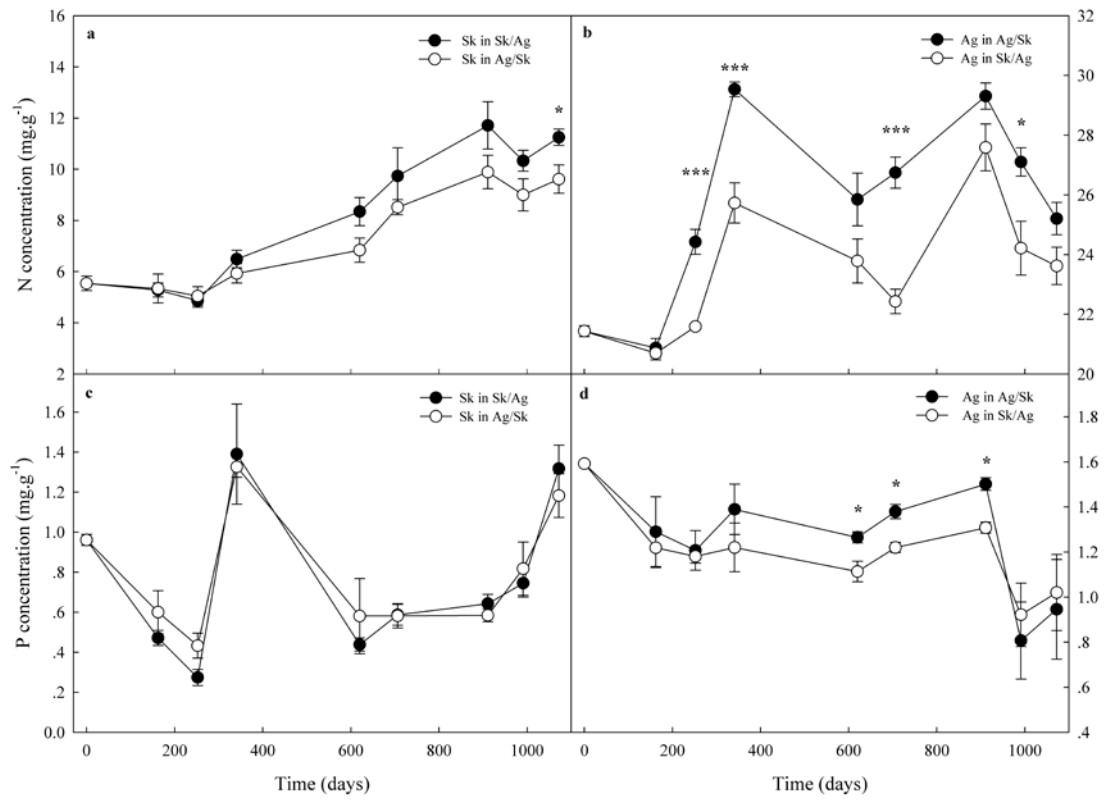 a
Sk in Sk/Ag
Sk in Ag/Sk
*
N concentration (mg.g-1)
16
14
12
10
8
6
4
2
b
Ag in Ag/Sk
Ag in Sk/Ag
***
***
***
*
32
30
28
26
24
22
20
c
Sk in Sk/Ag
Sk in Ag/Sk
P concentration (mg.g-1)
1.6
1.4
1.2
1.0
.8
.6
.4
.2
0.0
0 200 400 600 800 1000
Time (days)
d
Ag in Ag/Sk
Ag in Sk/Ag
*
*
*
1.8
1.6
1.4
1.2
1.0
.8
.6
.4
0 200 400 600 800 1000
Time (days)